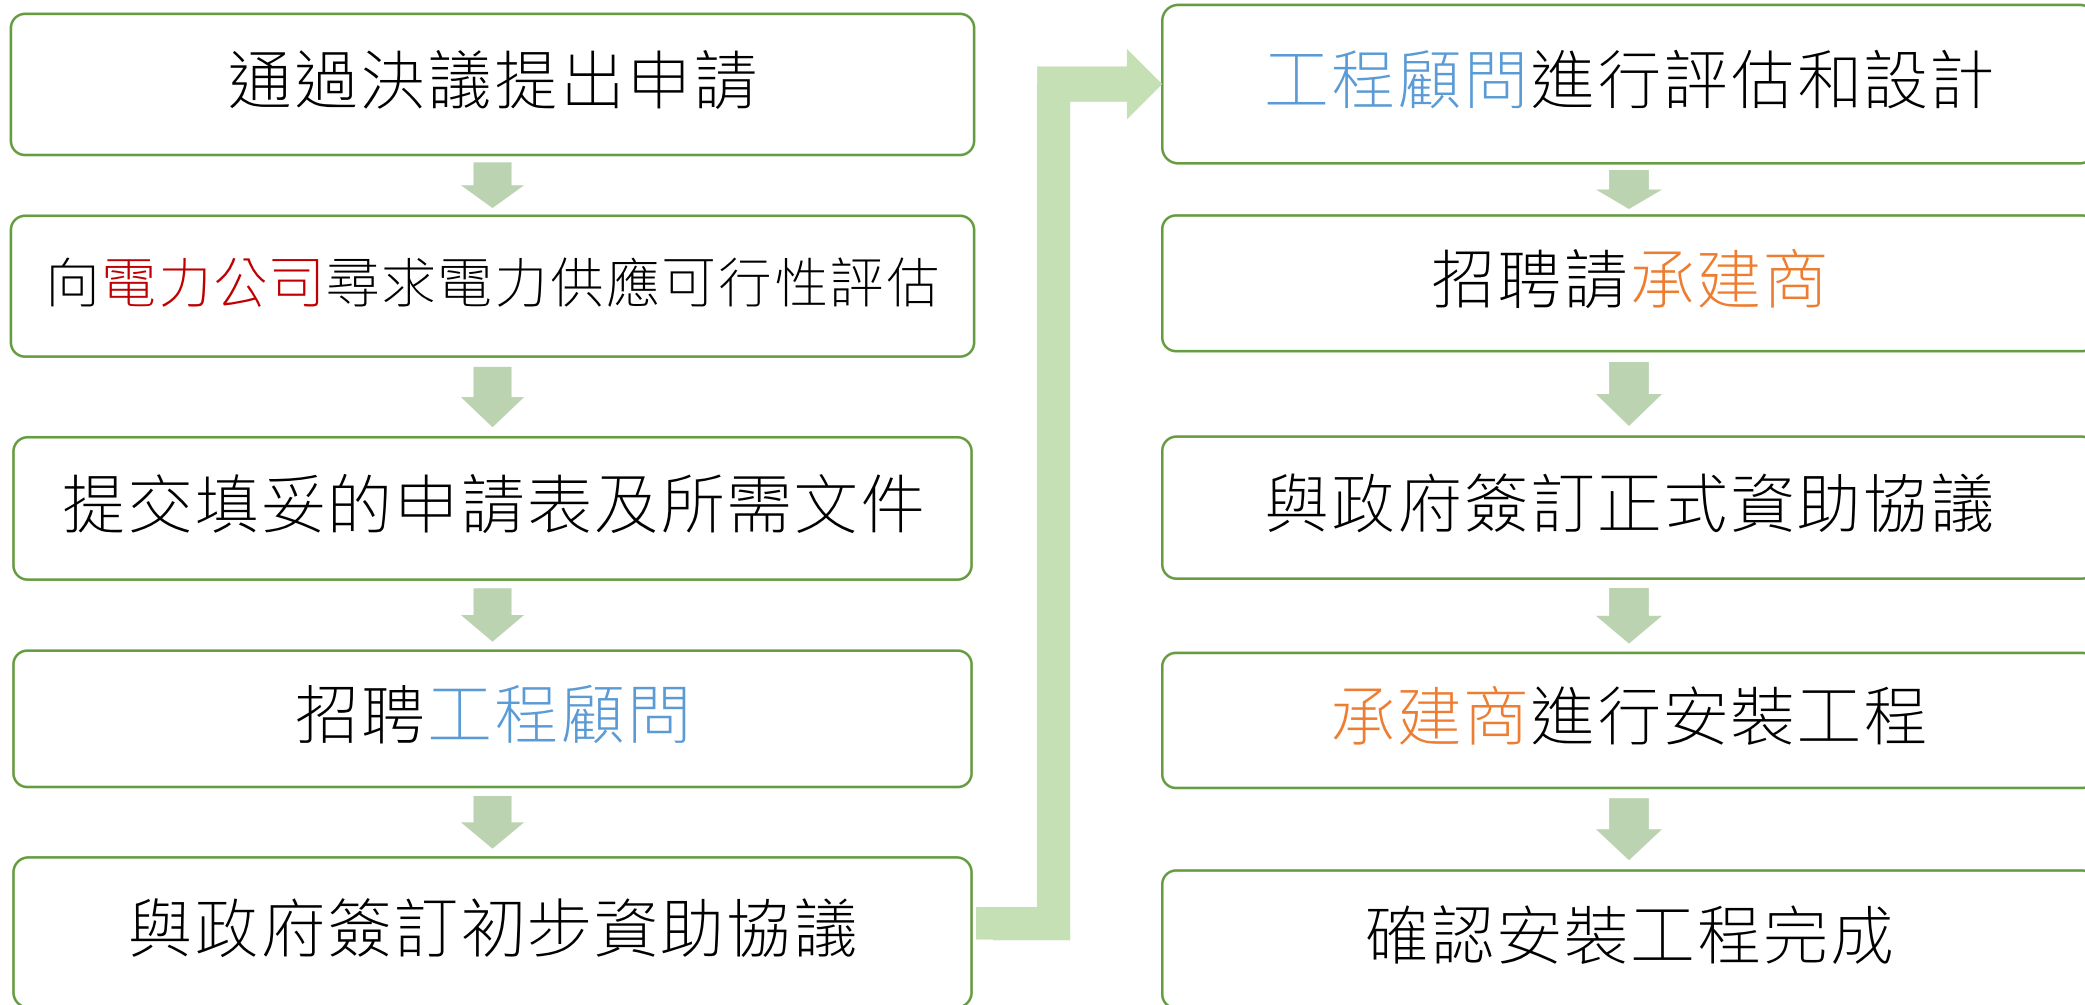 通過決議提出申請
向電力公司尋求電力供應可行性評估
提交填妥的申請表及所需文件
招聘工程顧問
與政府簽訂初步資助協議
工程顧問進行評估和設計
招聘請承建商
與政府簽訂正式資助協議
承建商進行安裝工程
確認安裝工程完成